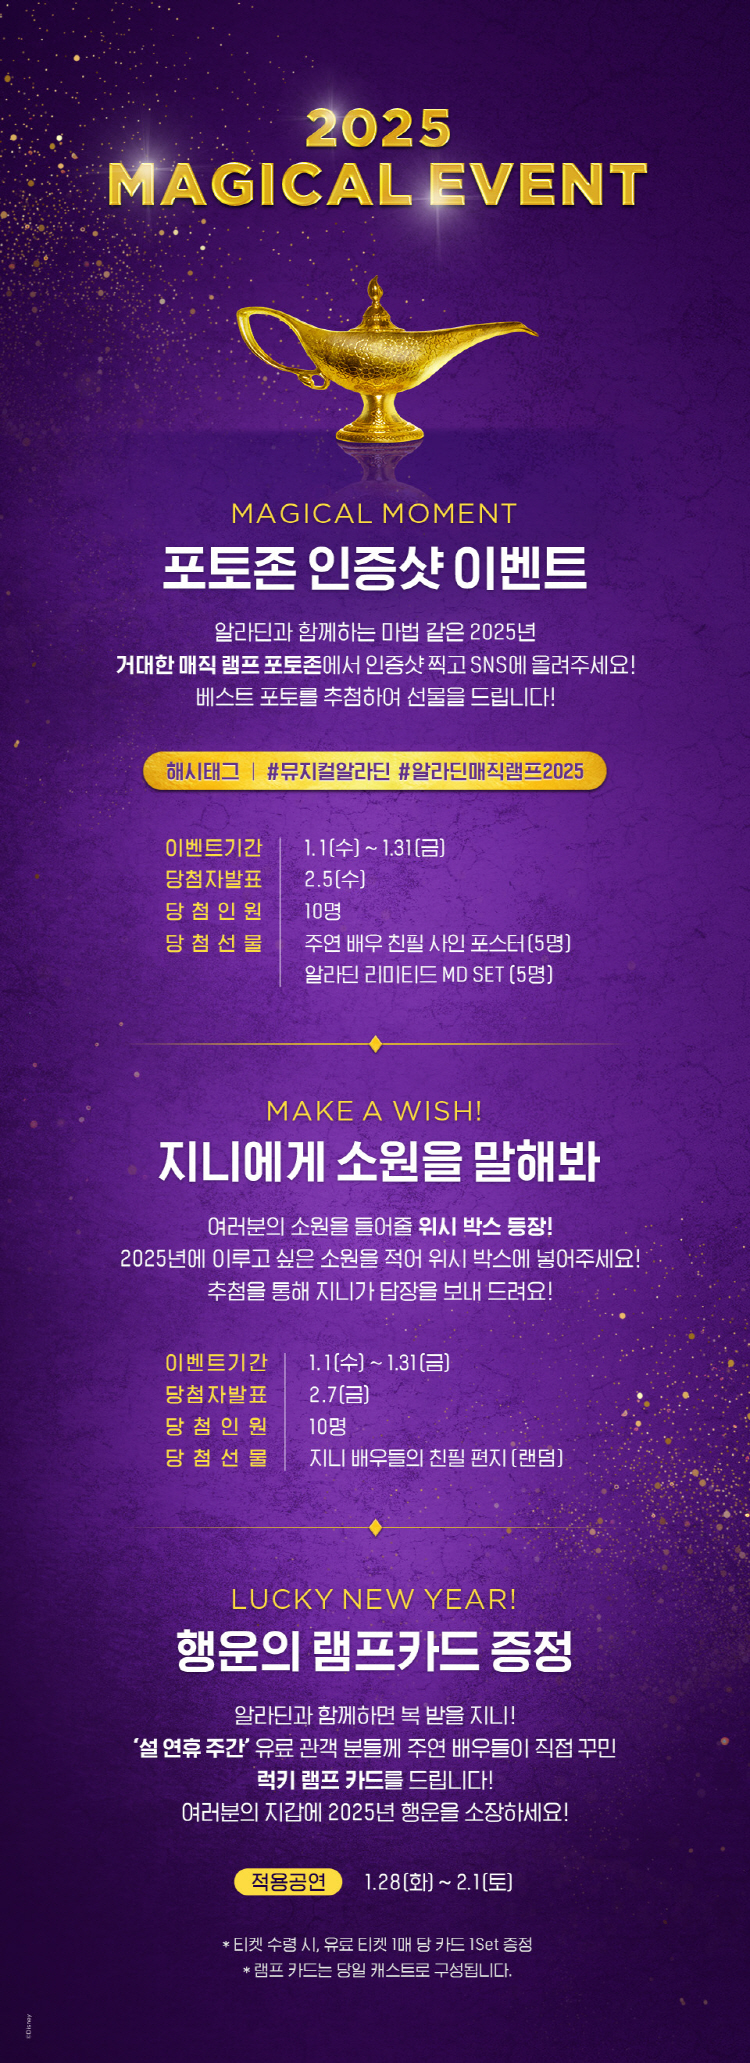 2025
MAGICAL EVENT
MAGICAL MOMENT
포토존 인증샷 이벤트
알라딘과 함께하는 마법 같은 2025년
거대한 매직 램프 포토존에서 인증샷 찍고 SNS에 올려주세요!
베스트 포토를 추첨하여 선물을 드립니다!
해시태그 | #뮤지컬알라딘 #알라딘매직램프2025
이벤트기간 1.1(수) ~ 1.31(금)
당첨자발표 2.5(수)
당 첨 인 원 10명
당 첨 선 물 주연 배우 친필 사인 포스터 (5명)
알라딘 리미티드 MD SET (5명)
MAKE A WISH!
지니에게 소원을 말해봐
여러분의 소원을 들어줄 위시 박스 등장!
2025년에 이루고 싶은 소원을 적어 위시 박스에 넣어주세요!
추첨을 통해 지니가 답장을 보내 드려요!
이벤트기간 1.1(수) ~ 1.31(금)
당첨자발표 2.7(금)
당 첨 인 원 10명
당 첨 선 물 지니 배우들의 친필 편지 (랜덤)
LUCKY NEW YEAR!
행운의 램프카드 증정
알라딘과 함께하면 복 받을 지니!
‘설 연휴 주간’ 유료 관객 분들께 주연 배우들이 직접 꾸민
럭키 램프 카드를 드립니다!
여러분의 지갑에 2025년 행운을 소장하세요!
적용공연 1.28(화) ~ 2.1(토)
* 티켓 수령 시, 유료 티켓 1매 당 카드 1Set 증정
* 램프 카드는 당일 캐스트로 구성됩니다.
©Disney